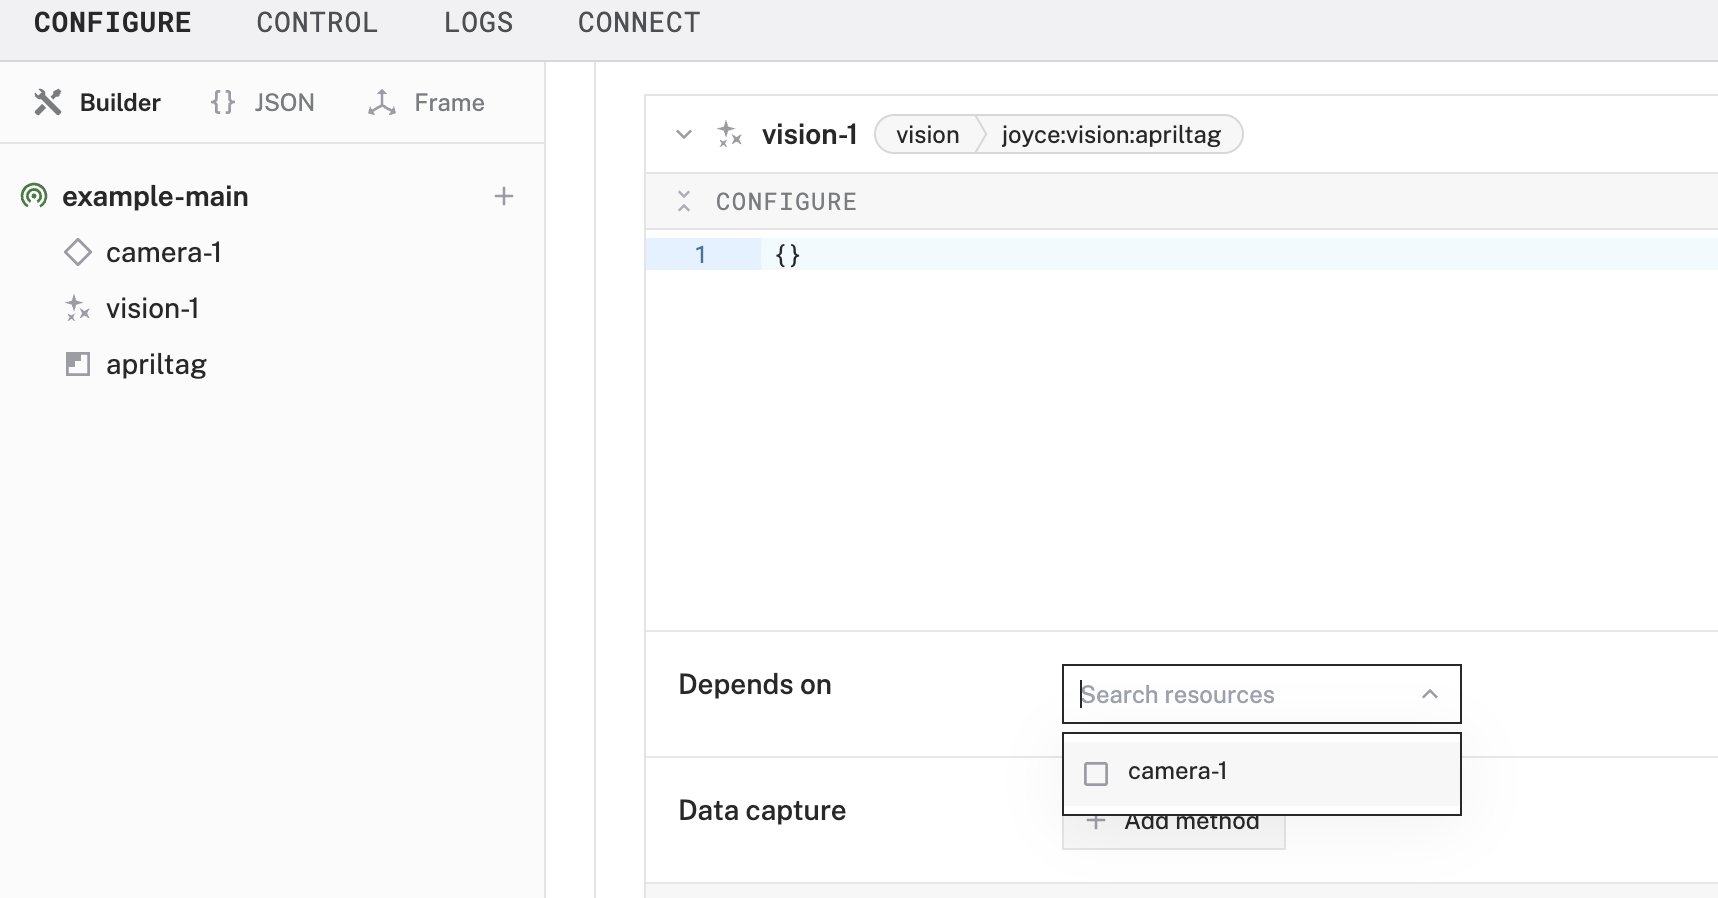 CONFIGURE CONTROL LOGS CONNECT
Builder {} JSON Frame
example-main
camera-1
vision-1
apriltag
vision-1 vision joyce:vision:apriltag
CONFIGURE
1 {}
Depends on
Search resources
camera-1
Data capture
+ Add method